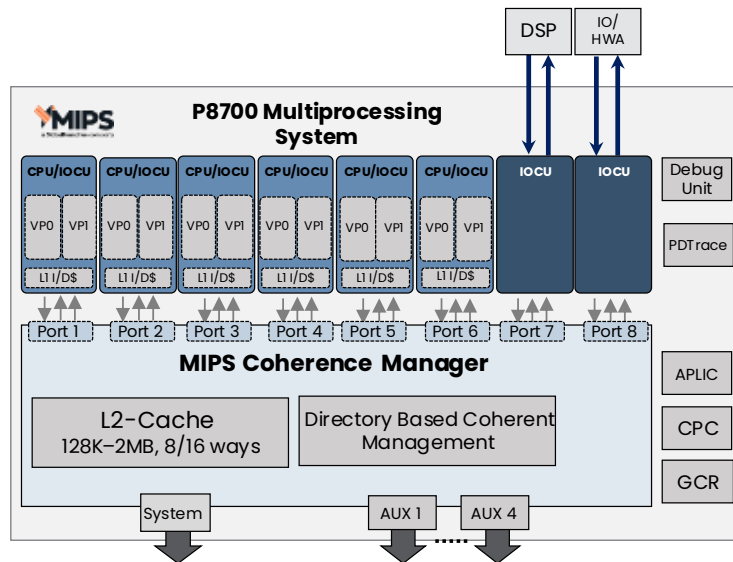 DSP
IO/
HWA
MIPS
P8700 Multiprocessing
System
CPU/IOCU
CPU/IOCU
CPU/IOCU
CPU/IOCU
CPU/IOCU
CPU/IOCU
IOCU
IOCU
Debug
Unit
VP0
VP1
VP0
VP1
VP0
VP1
VP0
VP1
VP0
VP1
VP0
VP1
PDTrace
L1 I/D$
L1 I/D$
L1 I/D$
L1 I/D$
L1 I/D$
L1 I/D$
Port 1
Port 2
Port 3
Port 4
Port 5
Port 6
Port 7
Port 8
MIPS Coherence Manager
APLIC
L2-Cache
128K–2MB, 8/16 ways
Directory Based Coherent
Management
CPC
GCR
System
AUX 1
.....
AUX 4